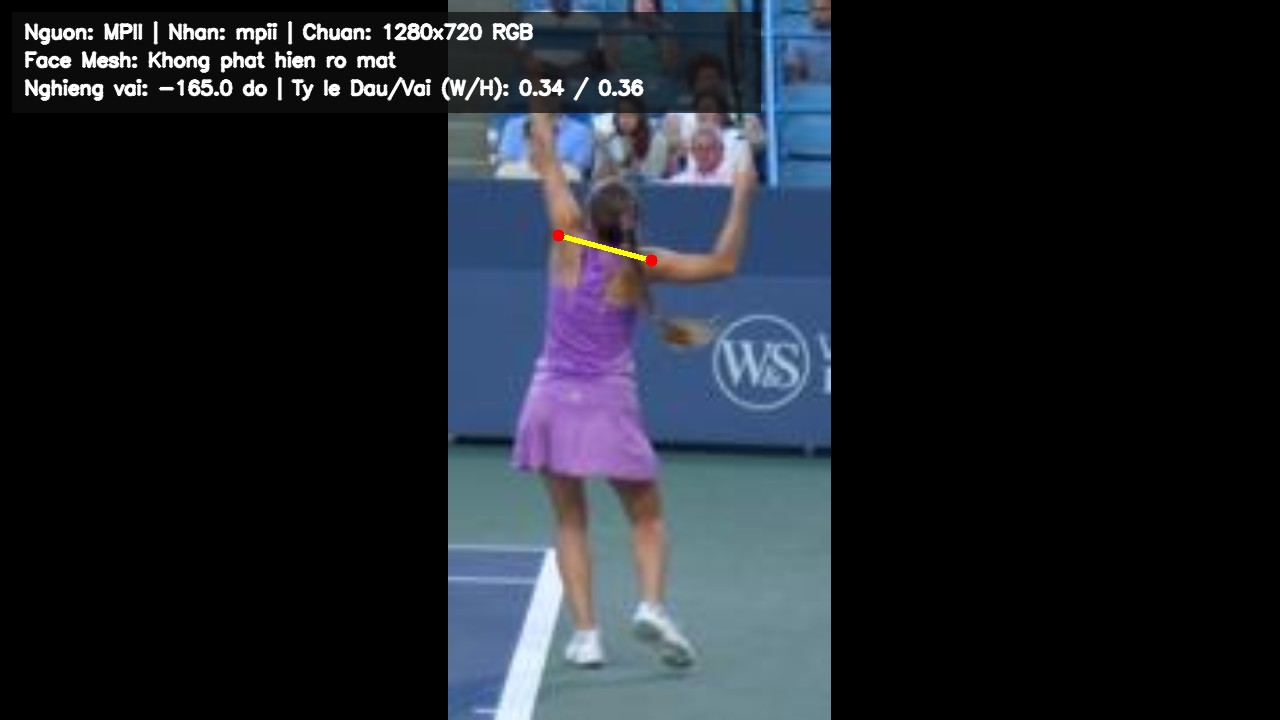 Nguon: MPII | Nhan: mpii | Chuan: 1280x720 RGB
Face Mesh: Khong phat hien ro mat
Nghieng vai: -165.0 do | Ty le Dau/Vai (W/H): 0.34 / 0.36
W&S